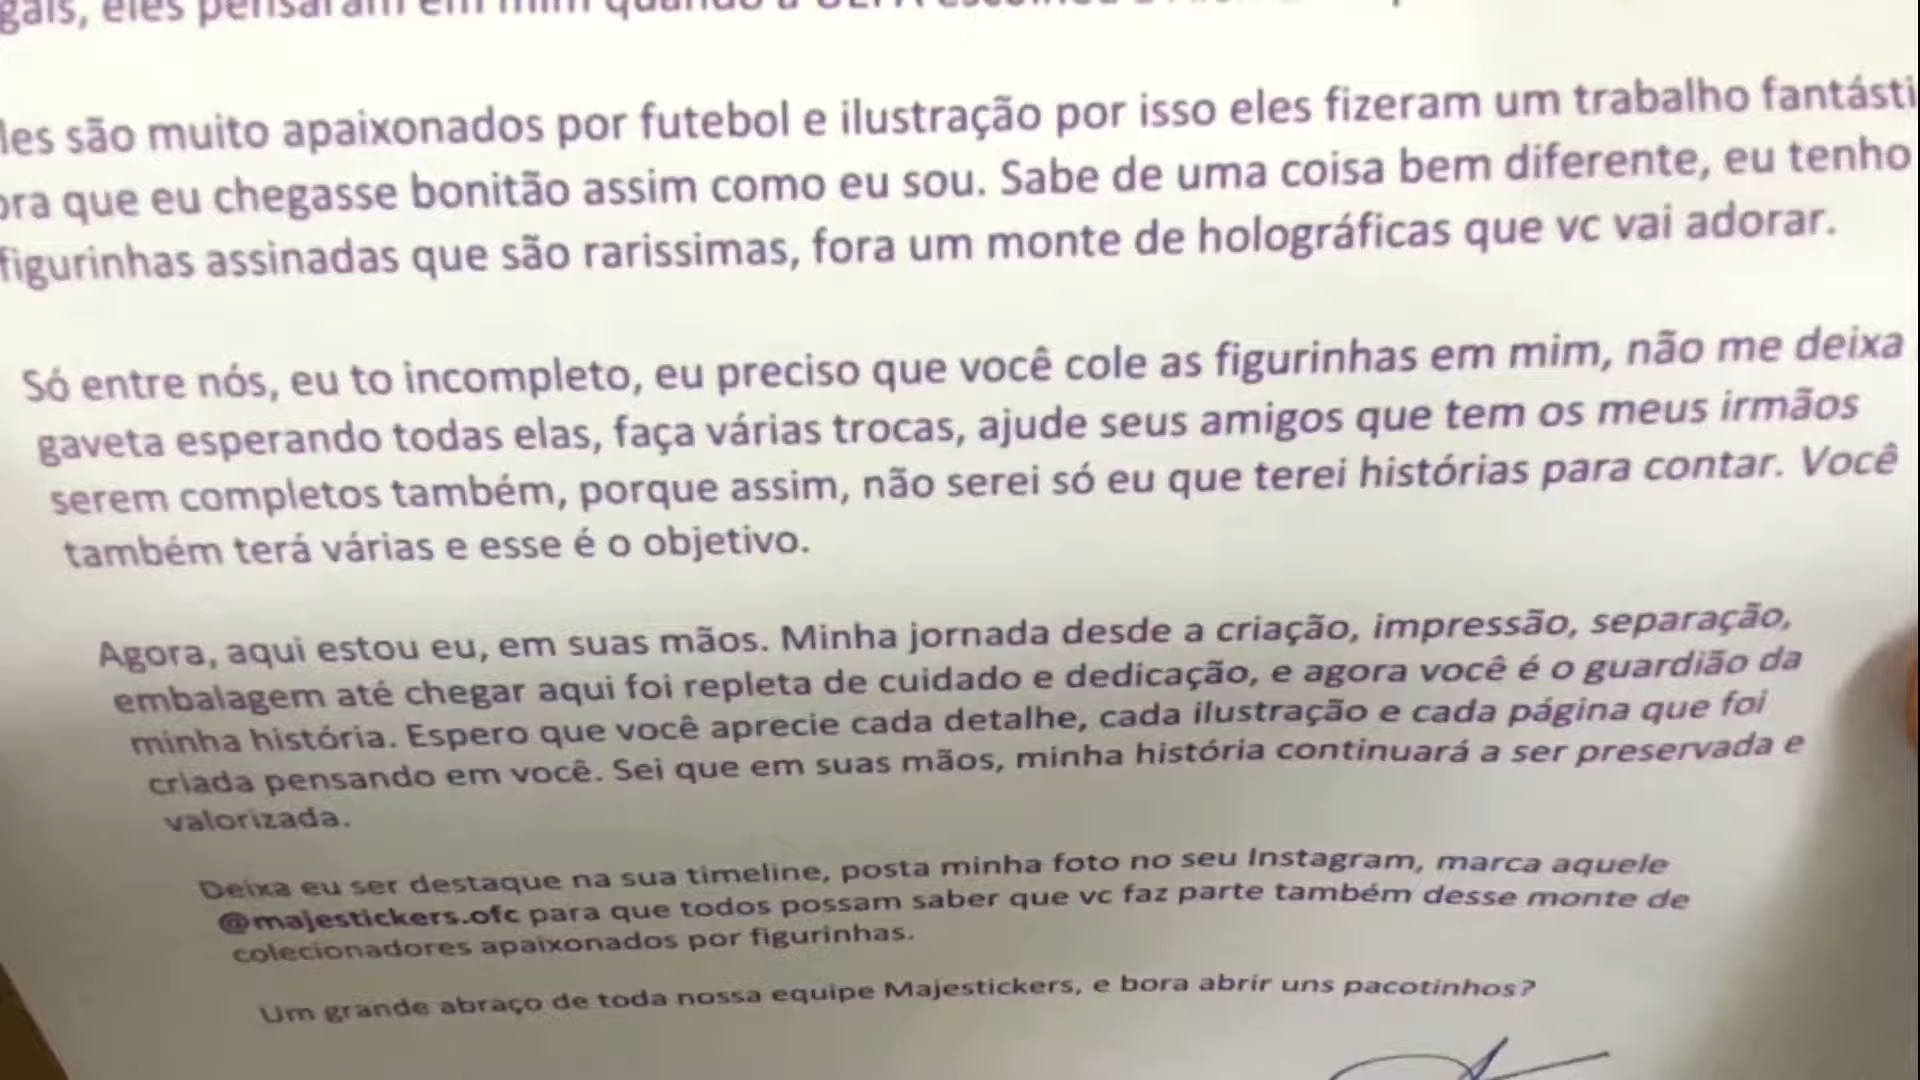 gais, eles pensaram em mim quando a UEFA
les são muito apaixonados por futebol e ilustração por isso eles fizeram um trabalho fantásti
ora que eu chegasse bonitão assim como eu sou. Sabe de uma coisa bem diferente, eu tenho
figurinhas assinadas que são rarissimas, fora um monte de holográficas que vc vai adorar.
Só entre nós, eu to incompleto, eu preciso que você cole as figurinhas em mim, não me deixa
gaveta esperando todas elas, faça várias trocas, ajude seus amigos que tem os meus irmãos
serem completos também, porque assim, não serei só eu que terei histórias para contar. Você
também terá várias e esse é o objetivo.
Agora, aqui estou eu, em suas mãos. Minha jornada desde a criação, impressão, separação,
embalagem até chegar aqui foi repleta de cuidado e dedicação, e agora você é o guardião da
minha história. Espero que você aprecie cada detalhe, cada ilustração e cada página que foi
criada pensando em você. Sei que em suas mãos, minha história continuará a ser preservada e
valorizada.
Deixa eu ser destaque na sua timeline, posta minha foto no seu Instagram, marca aquele
@majestickers.ofc para que todos possam saber que vc faz parte também desse monte de
colecionadores apaixonados por figurinhas.
Um grande abraço de toda nossa equipe Majestickers, e bora abrir uns pacotinhos?